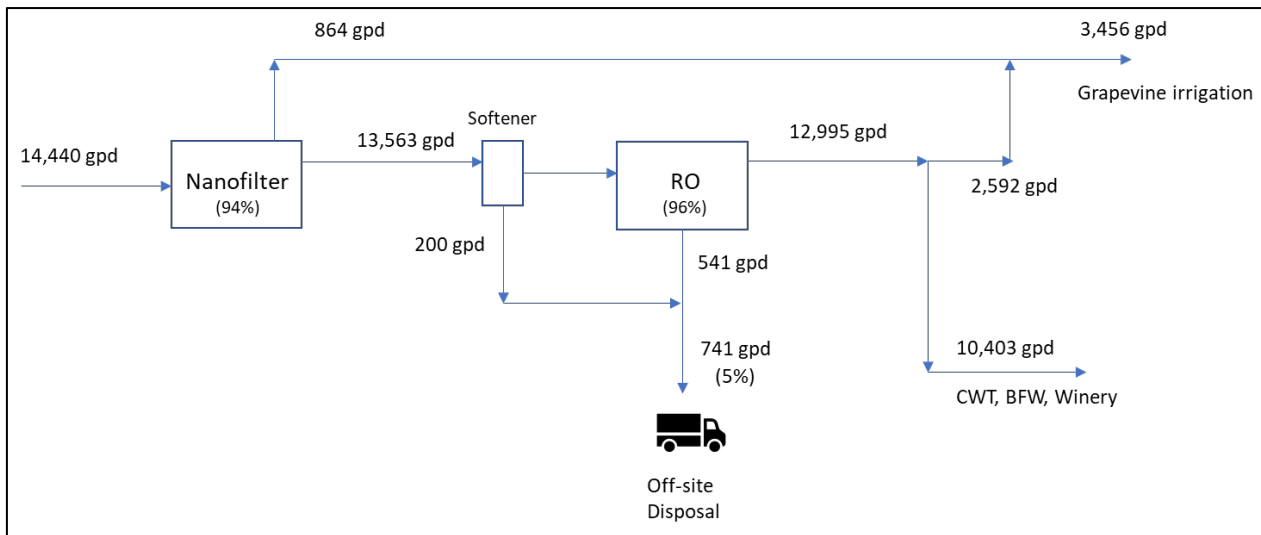 864 gpd
3,456 gpd
Grapevine irrigation
Softener
14,440 gpd
13,563 gpd
12,995 gpd
Nanofilter
(94%)
RO
(96%)
2,592 gpd
200 gpd
541 gpd
741 gpd
(5%)
10,403 gpd
CWT, BFW, Winery
Off-site
Disposal